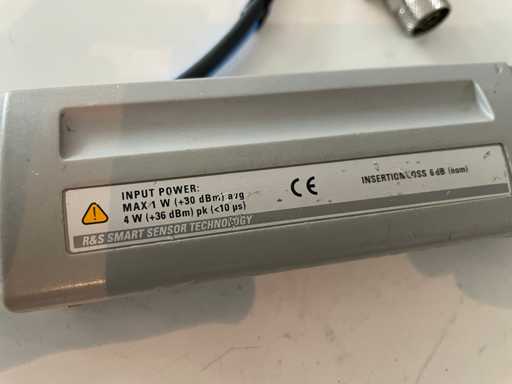 INPUT POWER:
MAX 1 W (+30 dBm) avg
4 W (+36 dBm) pk (<10 µs)
CE
INSERTION LOSS 6 dB (nom)
R&S SMART SENSOR TECHNOLOGY